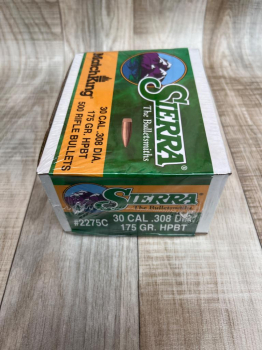 MatchKing
30 CAL .308 DIA.
175 GR. HPBT
500 RIFLE BULLETS
SIERRA
The Bulletsmiths
SIERRA
The Bulletsmiths
#2275C
30 CAL .308 DIA.
175 GR. HPBT